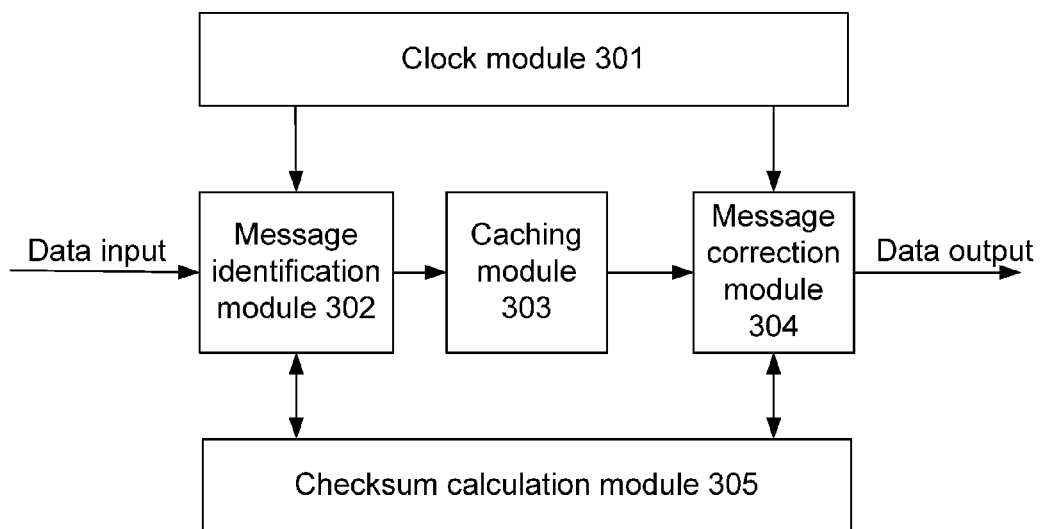 Clock module 301
Data input
Message
identification
module 302
Caching
module
303
Message
correction
module
304
Data output
Checksum calculation module 305